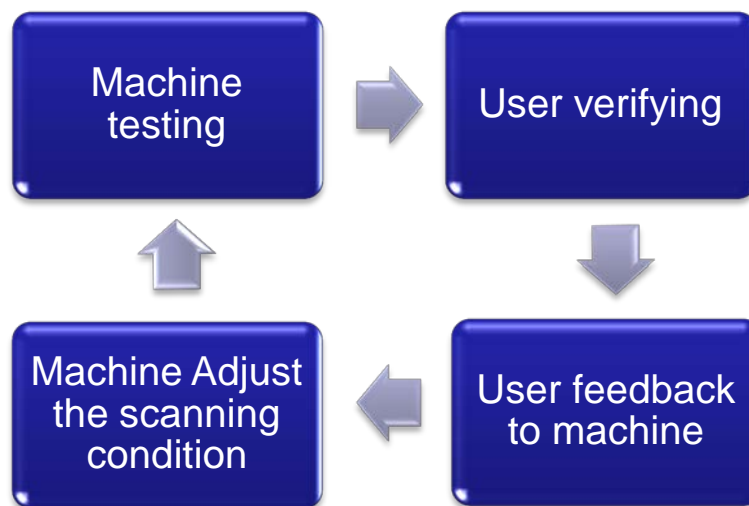 Machine
testing
User verifying
User feedback
to machine
Machine Adjust
the scanning
condition